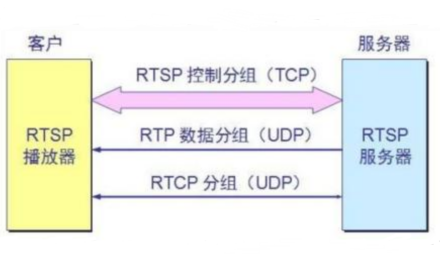 客户
服务器
RTSP 控制分组（TCP）
RTSP
播放器
RTP 数据分组（UDP）
RTSP
服务器
RTCP 分组（UDP）